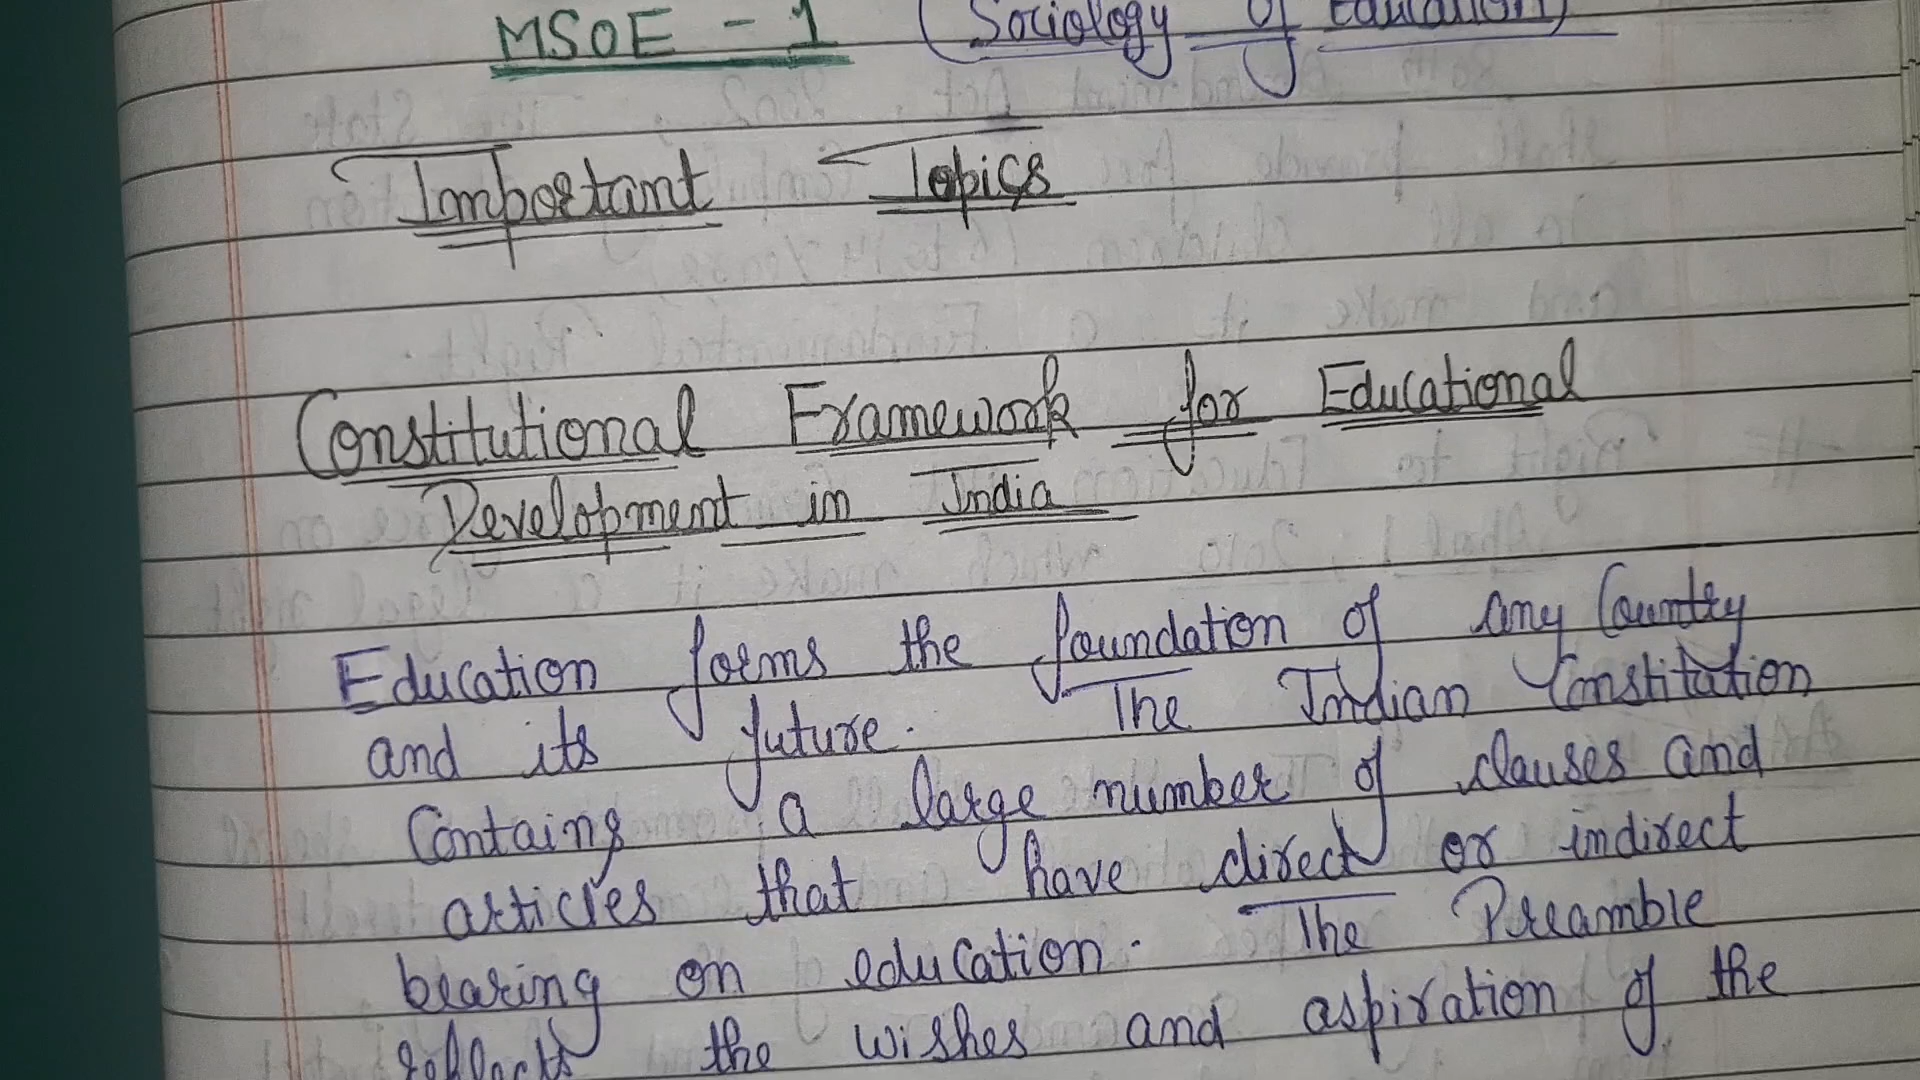 MSOE - 1 (Sociology of Education)
Important Topics
Constitutional Framework for Educational
Development in India
Education forms the foundation of any Country
and its future. The Indian Constitution
Contains a large number of clauses and
articles that have direct or indirect
bearing on education. The Preamble
reflects the wishes and aspiration of the